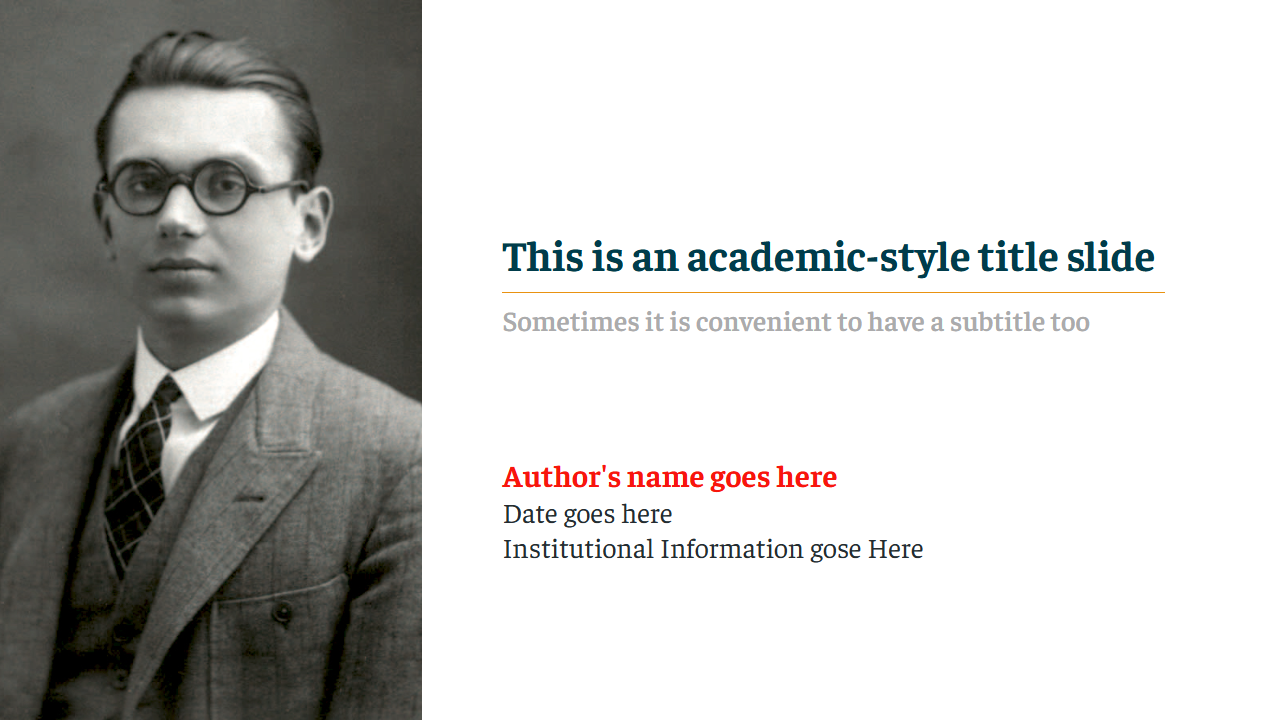 This is an academic-style title slide
Sometimes it is convenient to have a subtitle too
Author's name goes here
Date goes here
Institutional Information gose Here